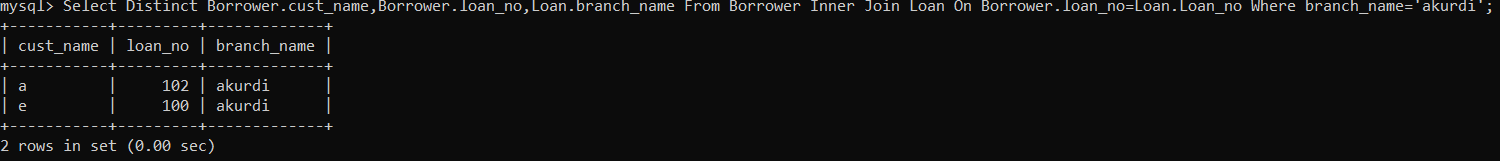 mysql> Select Distinct Borrower.cust_name,Borrower.loan_no,Loan.branch_name From Borrower Inner Join Loan On Borrower.loan_no=Loan.Loan_no Where branch_name='akurdi';
+-----------+---------+-------------+
| cust_name | loan_no | branch_name |
+-----------+---------+-------------+
| a         |     102 | akurdi      |
| e         |     100 | akurdi      |
+-----------+---------+-------------+
2 rows in set (0.00 sec)